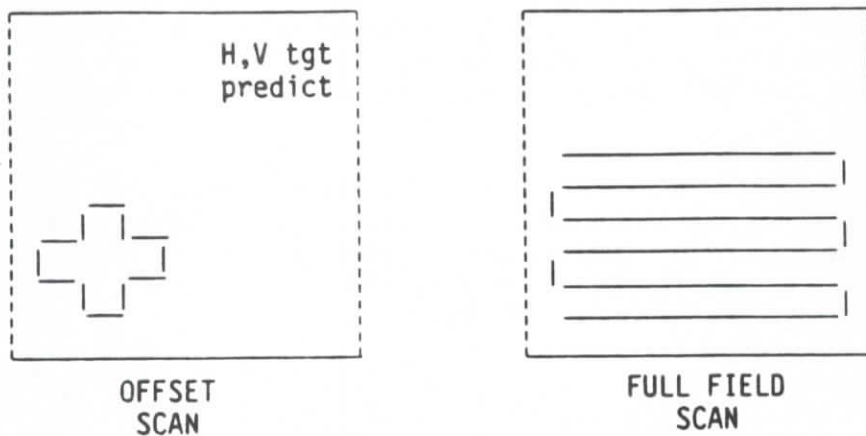 H,V tgt
predict
OFFSET
SCAN
FULL FIELD
SCAN